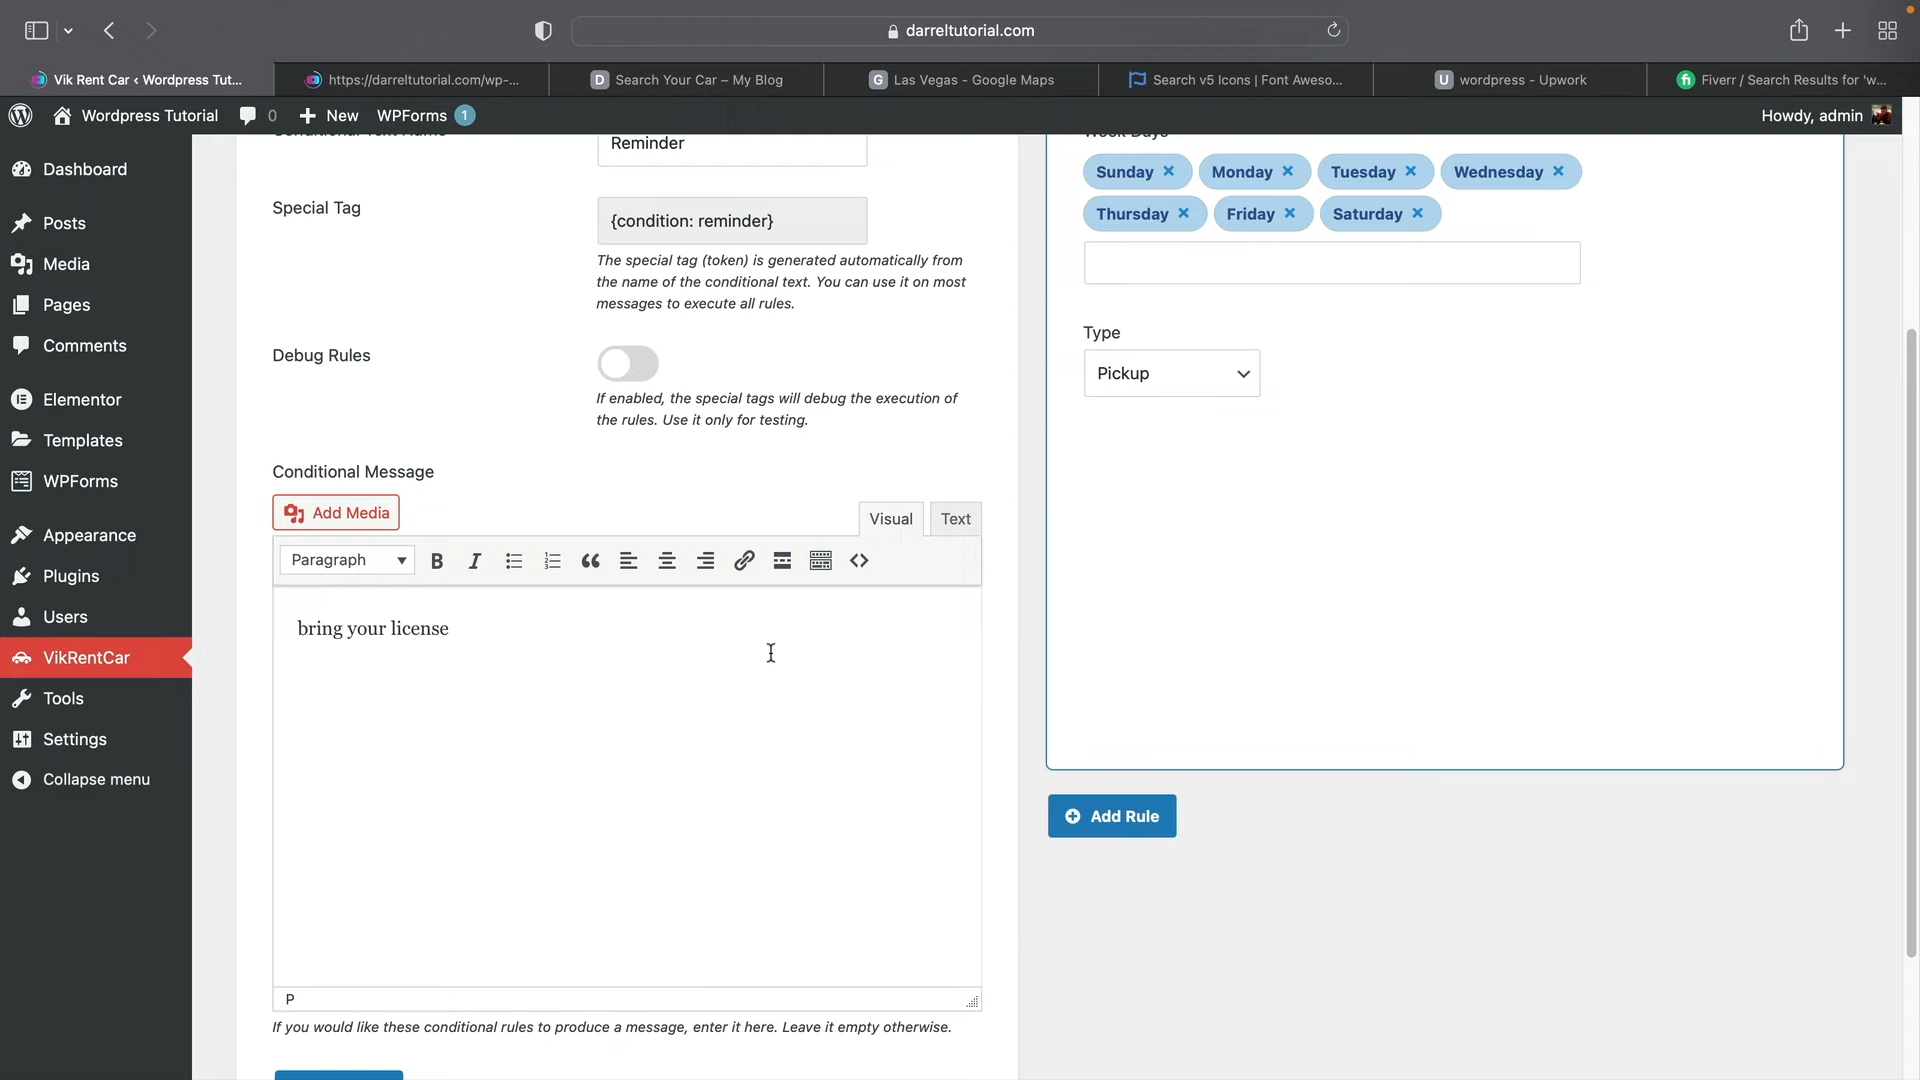 darreltutorial.com
Vik Rent Car ‹ Wordpress Tut...
https://darreltutorial.com/wp-...
D Search Your Car – My Blog
G Las Vegas - Google Maps
Search v5 Icons | Font Aweso...
U wordpress - Upwork
fi Fiverr / Search Results for 'w...
Wordpress Tutorial
0
New
WPForms 1
Howdy, admin
Dashboard
Posts
Media
Pages
Comments
Elementor
Templates
WPForms
Appearance
Plugins
Users
VikRentCar
Tools
Settings
Collapse menu
Conditional Text Name
Reminder
Special Tag
{condition: reminder}
The special tag (token) is generated automatically from
the name of the conditional text. You can use it on most
messages to execute all rules.
Debug Rules
If enabled, the special tags will debug the execution of
the rules. Use it only for testing.
Conditional Message
Add Media
Visual Text
Paragraph
bring your license
P
If you would like these conditional rules to produce a message, enter it here. Leave it empty otherwise.
Week Days
Sunday × Monday × Tuesday × Wednesday ×
Thursday × Friday × Saturday ×
Type
Pickup
Add Rule